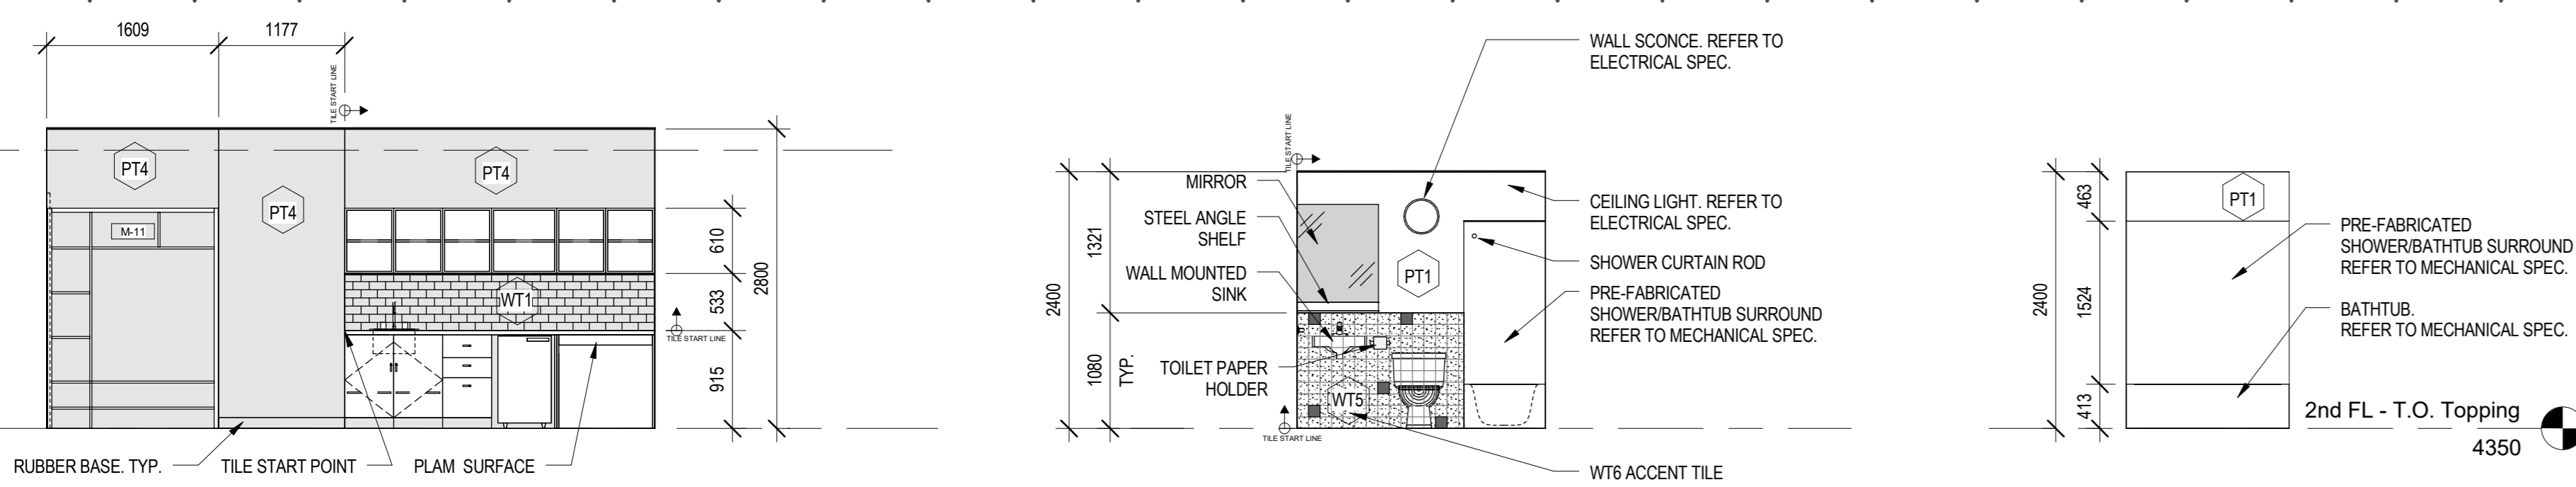 1609
1177
TILE START LINE
PT4
PT4
PT4
M-11
WT1
610
533
915
2800
TILE START LINE
RUBBER BASE. TYP.
TILE START POINT
PLAM SURFACE
TILE START LINE
MIRROR
STEEL ANGLE
SHELF
WALL MOUNTED
SINK
TOILET PAPER
HOLDER
2400
1321
1080
TYP.
TILE START LINE
PT1
WT5
WALL SCONCE. REFER TO
ELECTRICAL SPEC.
CEILING LIGHT. REFER TO
ELECTRICAL SPEC.
SHOWER CURTAIN ROD
PRE-FABRICATED
SHOWER/BATHTUB SURROUND
REFER TO MECHANICAL SPEC.
WT6 ACCENT TILE
2400
463
1524
413
PT1
PRE-FABRICATED
SHOWER/BATHTUB SURROUND
REFER TO MECHANICAL SPEC.
BATHTUB.
REFER TO MECHANICAL SPEC.
2nd FL - T.O. Topping
4350